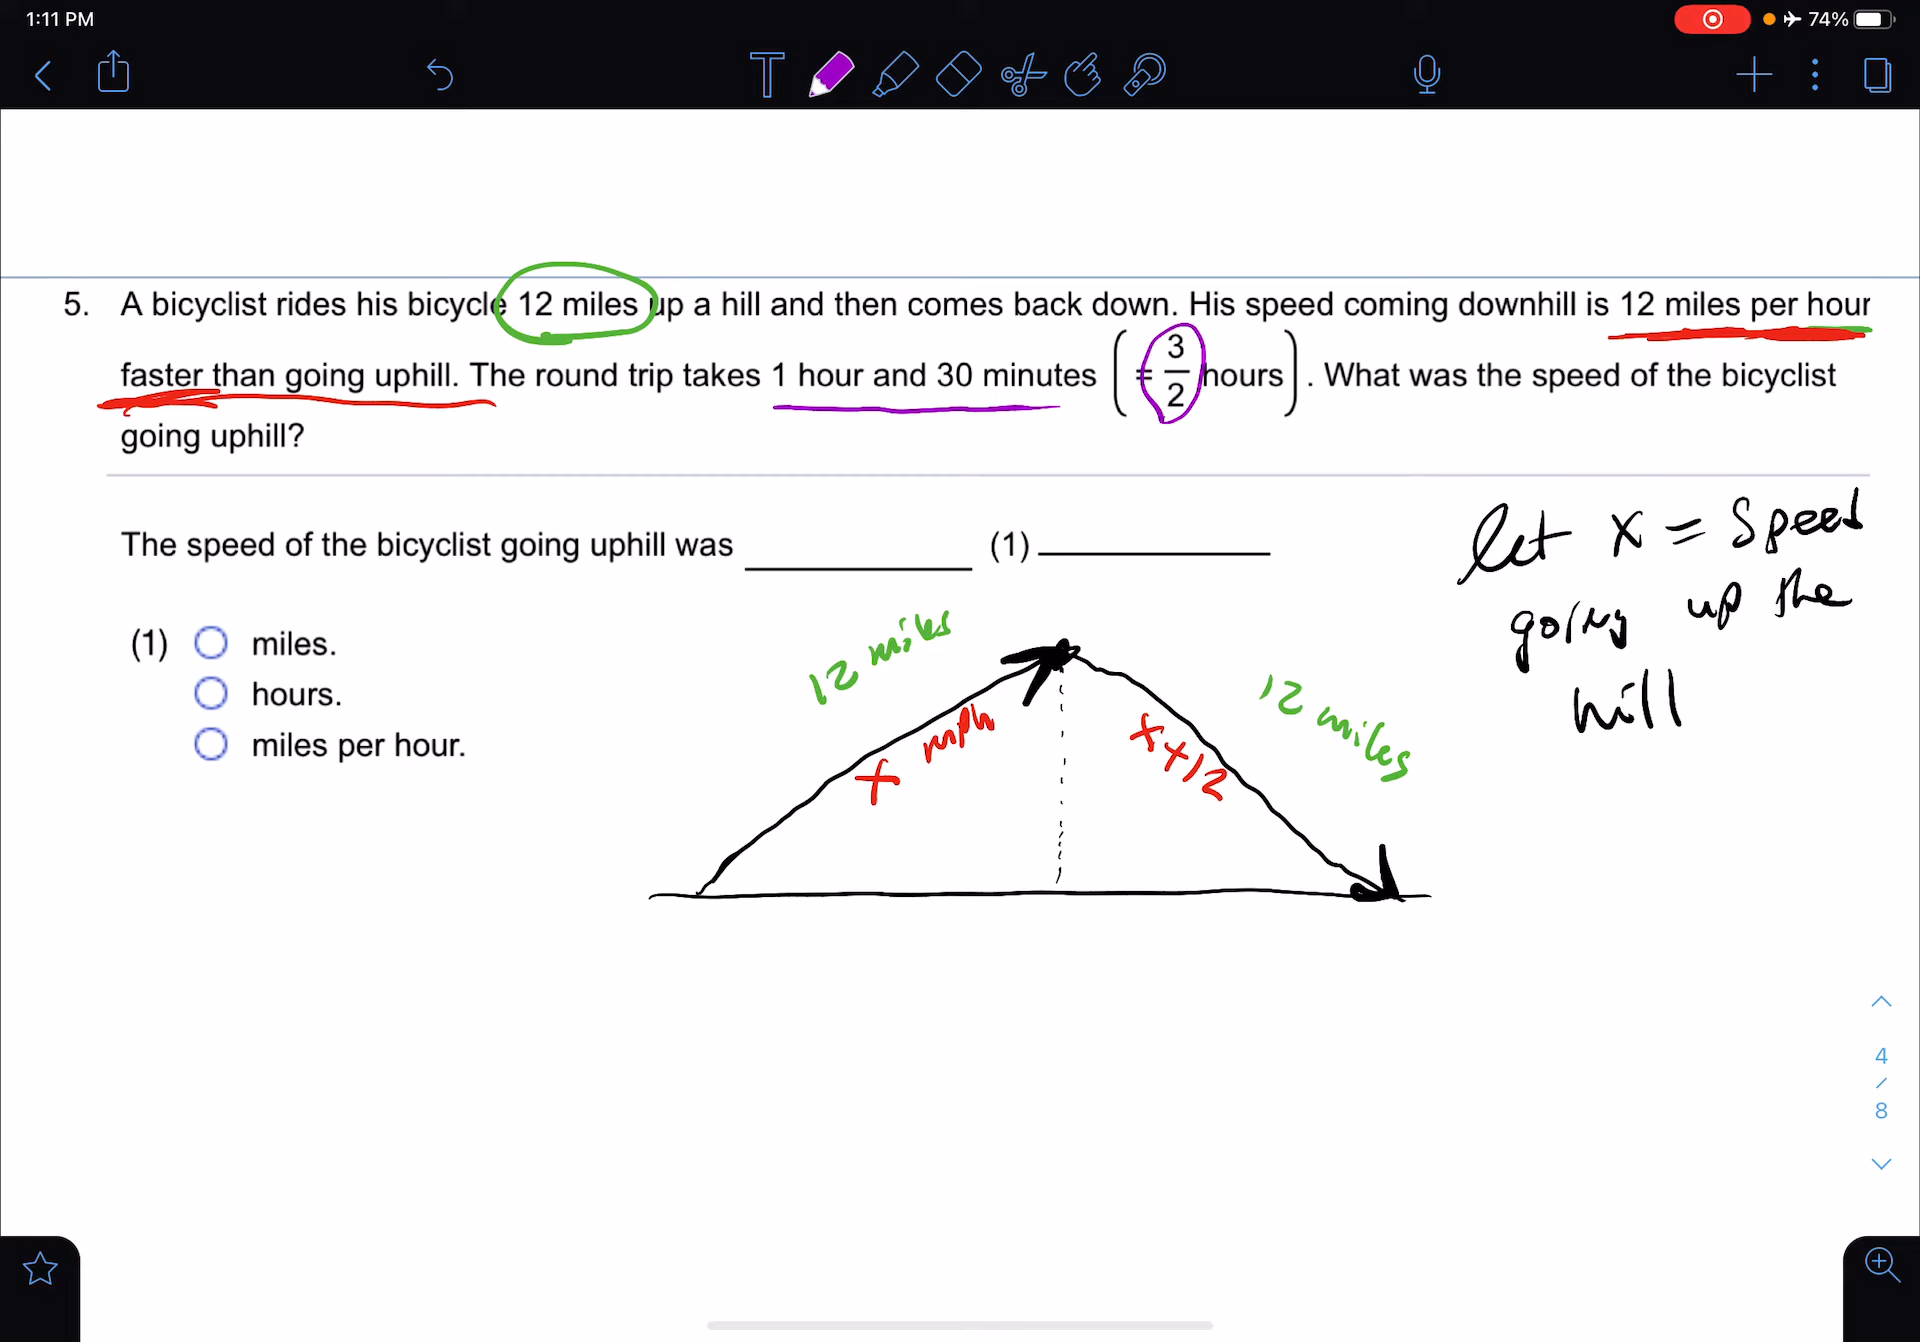 1:11 PM
74%
5. A bicyclist rides his bicycle 12 miles up a hill and then comes back down. His speed coming downhill is 12 miles per hour
faster than going uphill. The round trip takes 1 hour and 30 minutes (= 3/2 hours). What was the speed of the bicyclist
going uphill?
The speed of the bicyclist going uphill was ________ (1) ________
let x = speed
going up the
hill
(1) miles.
hours.
miles per hour.
12 miles
x mph
12 miles
x+12
4
/
8